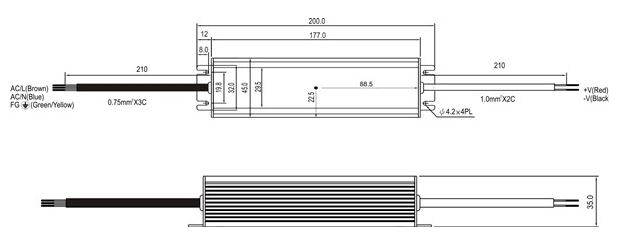 200.0
12
177.0
8.0
210
210
AC/L(Brown)
AC/N(Blue)
FG (Green/Yellow)
0.75mm²X3C
19.8
32.0
45.0
29.5
22.5
88.5
1.0mm²X2C
+V(Red)
-V(Black
ϕ4.2×4PL
35.0